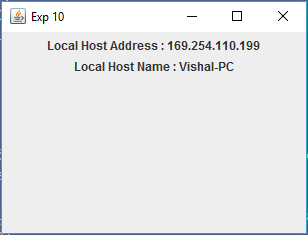 Exp 10
Local Host Address : 169.254.110.199
Local Host Name : Vishal-PC